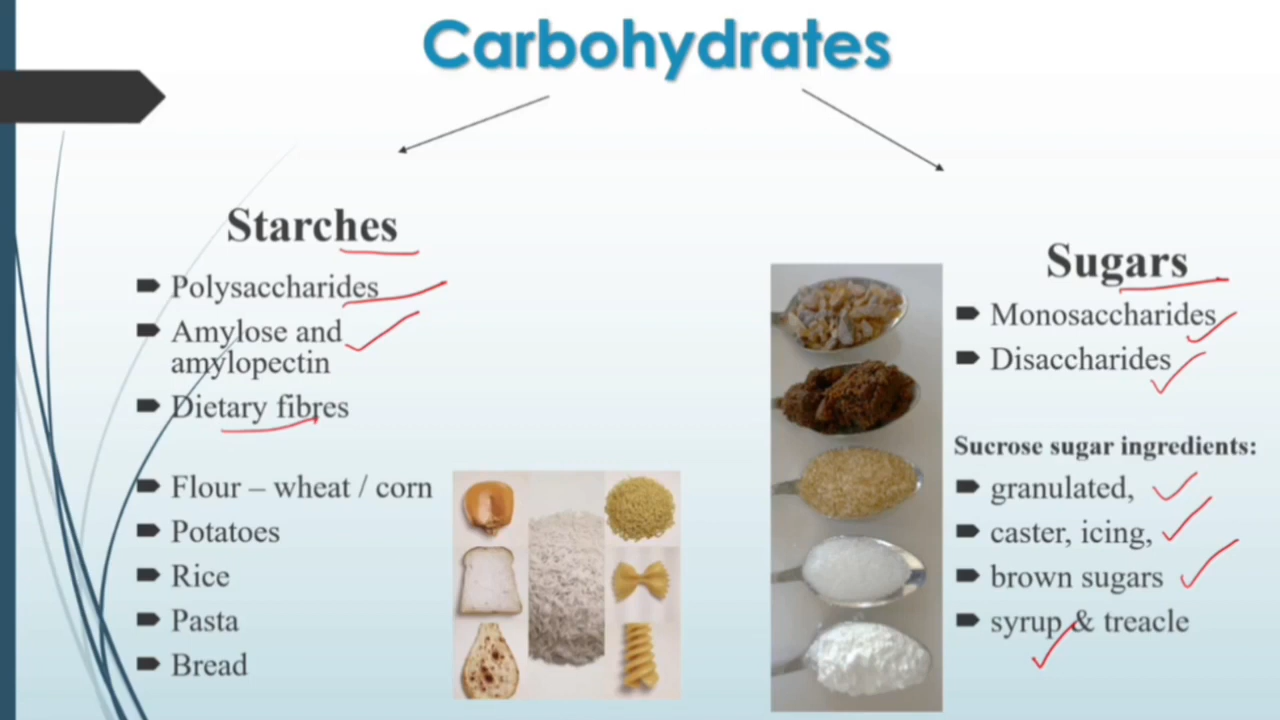 Carbohydrates
Starches
Polysaccharides
Amylose and
amylopectin
Dietary fibres
Flour – wheat / corn
Potatoes
Rice
Pasta
Bread
Sugars
Monosaccharides
Disaccharides
Sucrose sugar ingredients:
granulated,
caster, icing,
brown sugars
syrup & treacle